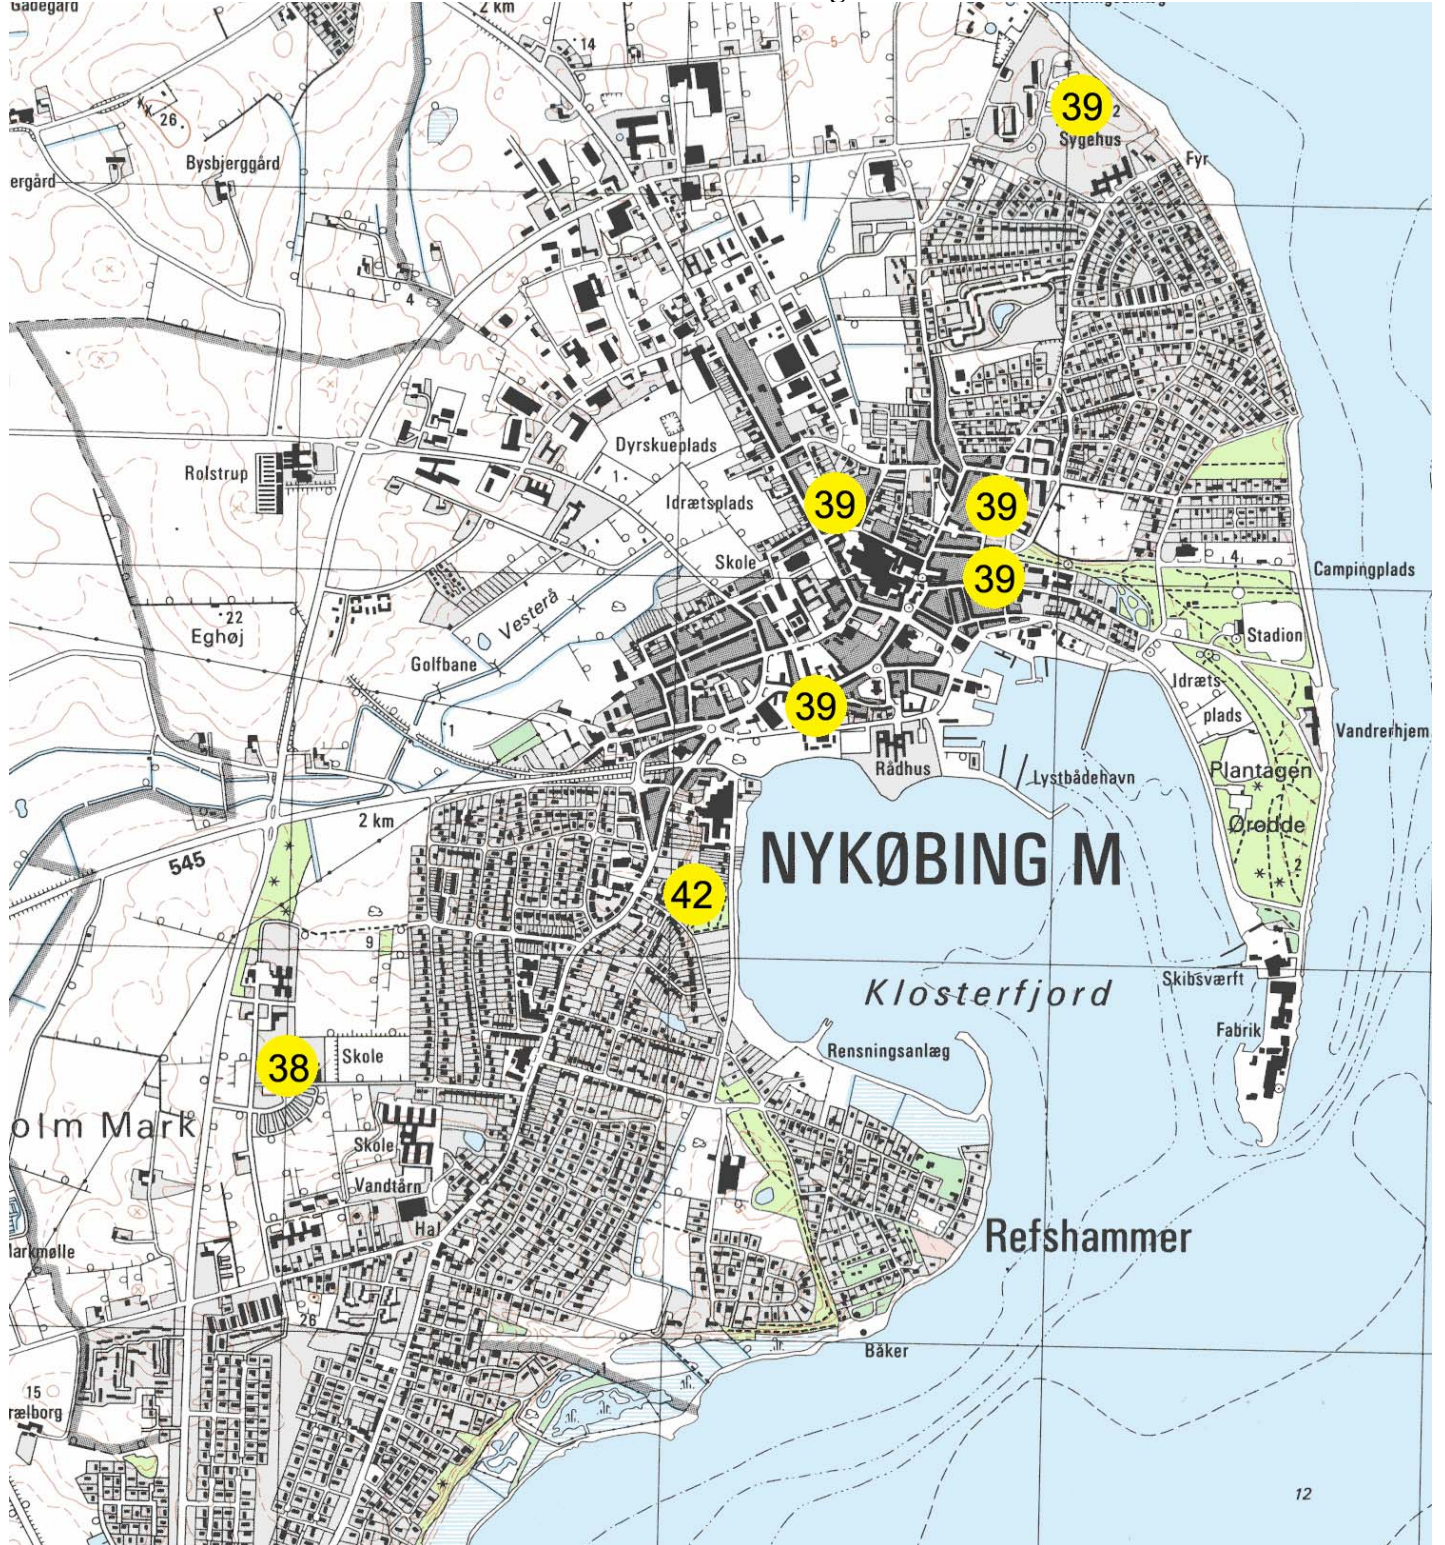 Gadegård
2 km
14
5
26
39
2
Sygehus
Bysbjerggård
Fyr
ergård
4
Dyrskueplads
1
Rolstrup
Idrætsplads
39
39
Skole
39
4
Campingplads
Vesterå
22
Eghøj
Stadion
Golfbane
Idræts-
plads
39
1
Vandrerhjem
Rådhus
Lystbådehavn
Plantagen
Ørodde
2 km
545
NYKØBING M
2
42
9
Klosterfjord
Skibsværft
Fabrik
Rensningsanlæg
Skole
38
olm Mark
Skole
Vandtårn
Hal
Refshammer
arkmølle
26
Båker
1
15
rælborg
12